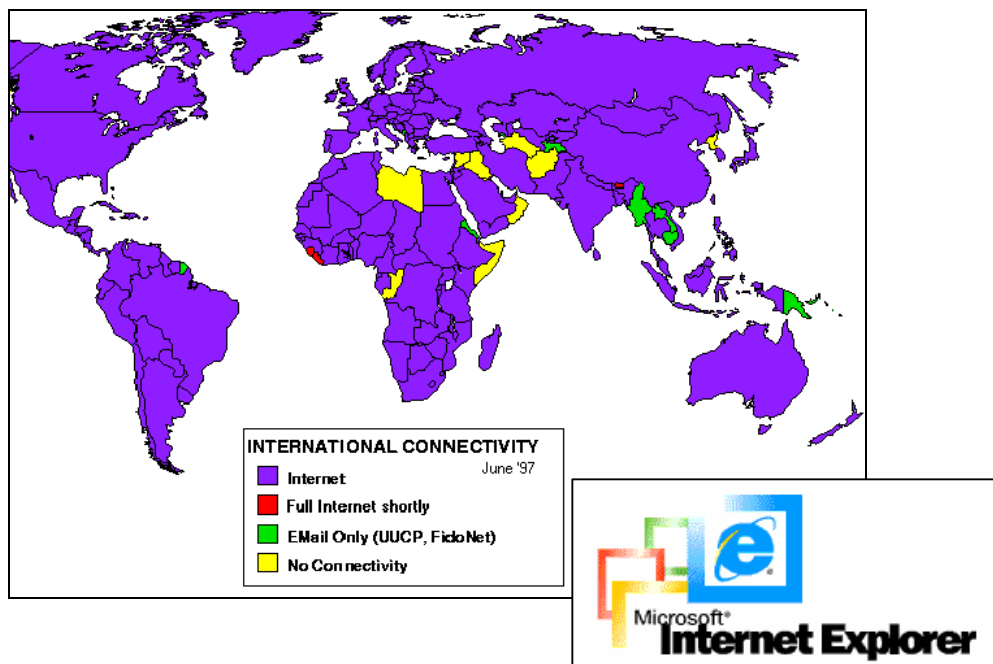 INTERNATIONAL CONNECTIVITY
June '97
Internet
Full Internet shortly
EMail Only (UUCP, FidoNet)
No Connectivity
e
Microsoft®
Internet Explorer